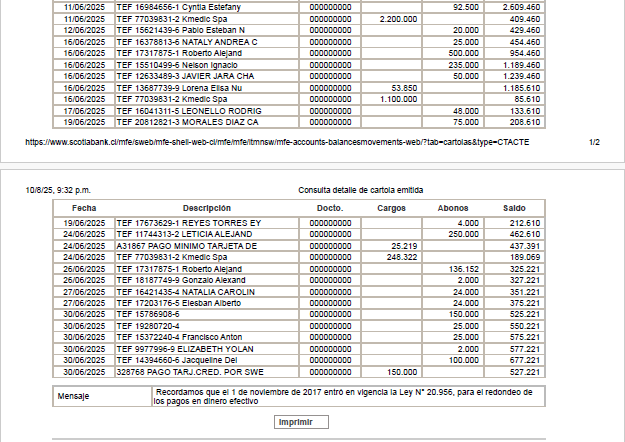 11/06/2025 TEF 16984656-1 Cyntia Estefany 000000000 92.500 2.609.460
11/06/2025 TEF 77039831-2 Kmedic Spa 000000000 2.200.000 409.460
12/06/2025 TEF 15621439-6 Pablo Esteban N 000000000 20.000 429.460
16/06/2025 TEF 16378813-6 NATALY ANDREA C 000000000 25.000 454.460
16/06/2025 TEF 17317875-1 Roberto Alejand 000000000 500.000 954.460
16/06/2025 TEF 15510499-6 Nelson Ignacio 000000000 235.000 1.189.460
16/06/2025 TEF 12633489-3 JAVIER JARA CHA 000000000 50.000 1.239.460
16/06/2025 TEF 13687739-9 Lorena Elisa Nu 000000000 53.850 1.185.610
16/06/2025 TEF 77039831-2 Kmedic Spa 000000000 1.100.000 85.610
17/06/2025 TEF 16041311-5 LEONELLO RODRIG 000000000 48.000 133.610
19/06/2025 TEF 20812821-3 MORALES DIAZ CA 000000000 75.000 208.610
https://www.scotiabank.cl/mfe/sweb/mfe-shell-web-cl/mfe/mfe/itmnsw/mfe-accounts-balancesmovements-web/?tab=cartolas&type=CTACTE 1/2
10/8/25, 9:32 p.m. Consulta detalle de cartola emitida
Fecha Descripción Docto. Cargos Abonos Saldo
19/06/2025 TEF 17673629-1 REYES TORRES EY 000000000 4.000 212.610
24/06/2025 TEF 11744313-2 LETICIA ALEJAND 000000000 250.000 462.610
24/06/2025 A31867 PAGO MINIMO TARJETA DE 000000000 25.219 437.391
24/06/2025 TEF 77039831-2 Kmedic Spa 000000000 248.322 189.069
26/06/2025 TEF 17317875-1 Roberto Alejand 000000000 136.152 325.221
26/06/2025 TEF 18187749-9 Gonzalo Alexand 000000000 2.000 327.221
27/06/2025 TEF 16421435-4 NATALIA CAROLIN 000000000 24.000 351.221
27/06/2025 TEF 17203176-5 Elesban Alberto 000000000 24.000 375.221
30/06/2025 TEF 15786908-6 000000000 150.000 525.221
30/06/2025 TEF 19280720-4 000000000 25.000 550.221
30/06/2025 TEF 15372240-4 Francisco Anton 000000000 25.000 575.221
30/06/2025 TEF 9977996-9 ELIZABETH YOLAN 000000000 2.000 577.221
30/06/2025 TEF 14394660-6 Jacqueline Del 000000000 100.000 677.221
30/06/2025 328768 PAGO TARJ.CRED. POR SWE 000000000 150.000 527.221
Mensaje Recordamos que el 1 de noviembre de 2017 entró en vigencia la Ley N° 20.956, para el redondeo de
los pagos en dinero efectivo
Imprimir